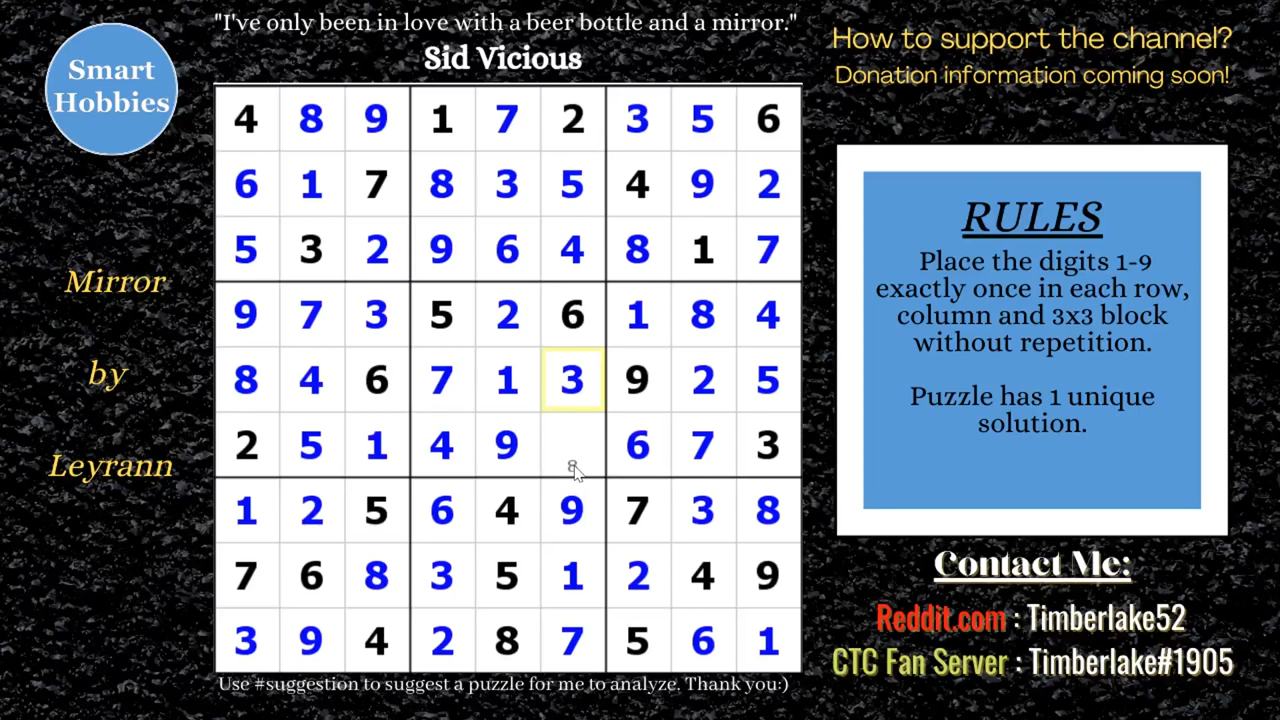 "I've only been in love with a beer bottle and a mirror."
Sid Vicious
Smart
Hobbies
How to support the channel?
Donation information coming soon!
4 8 9 1 7 2 3 5 6
6 1 7 8 3 5 4 9 2
5 3 2 9 6 4 8 1 7
9 7 3 5 2 6 1 8 4
8 4 6 7 1 3 9 2 5
2 5 1 4 9 8 6 7 3
1 2 5 6 4 9 7 3 8
7 6 8 3 5 1 2 4 9
3 9 4 2 8 7 5 6 1
Mirror
by
Leyrann
RULES
Place the digits 1-9
exactly once in each row,
column and 3x3 block
without repetition.
Puzzle has 1 unique
solution.
Contact Me:
Reddit.com : Timberlake52
CTC Fan Server : Timberlake#1905
Use #suggestion to suggest a puzzle for me to analyze. Thank you:)